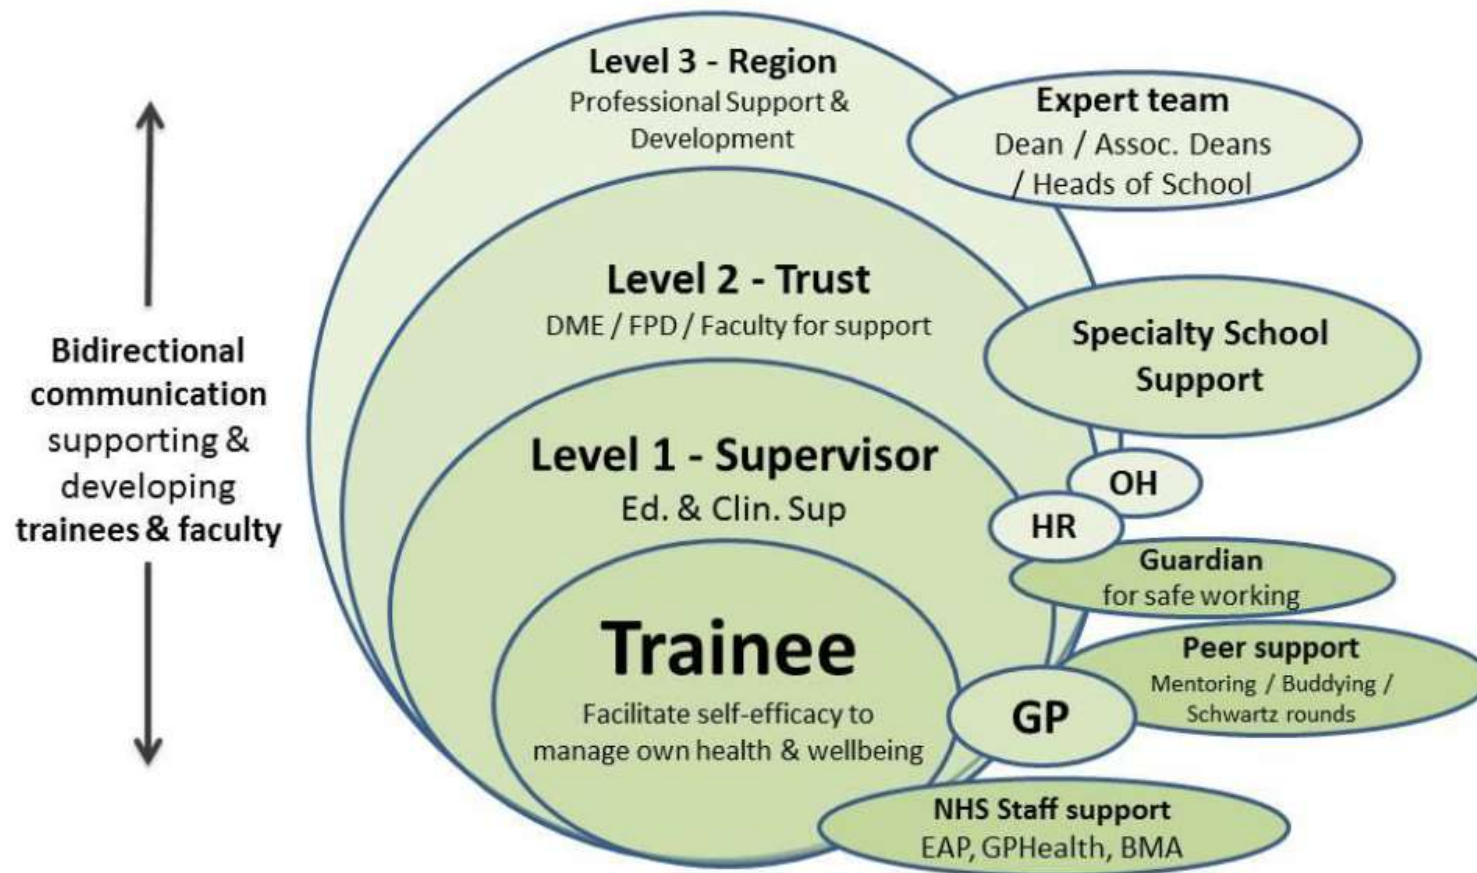 Level 3 - Region
Professional Support &
Development
Expert team
Dean / Assoc. Deans
/ Heads of School
Level 2 - Trust
DME / FPD / Faculty for support
Specialty School
Support
Bidirectional
communication
supporting &
developing
trainees & faculty
Level 1 - Supervisor
Ed. & Clin. Sup
OH
HR
Guardian
for safe working
Trainee
Facilitate self-efficacy to
manage own health & wellbeing
Peer support
Mentoring / Buddying /
Schwartz rounds
GP
NHS Staff support
EAP, GPHealth, BMA